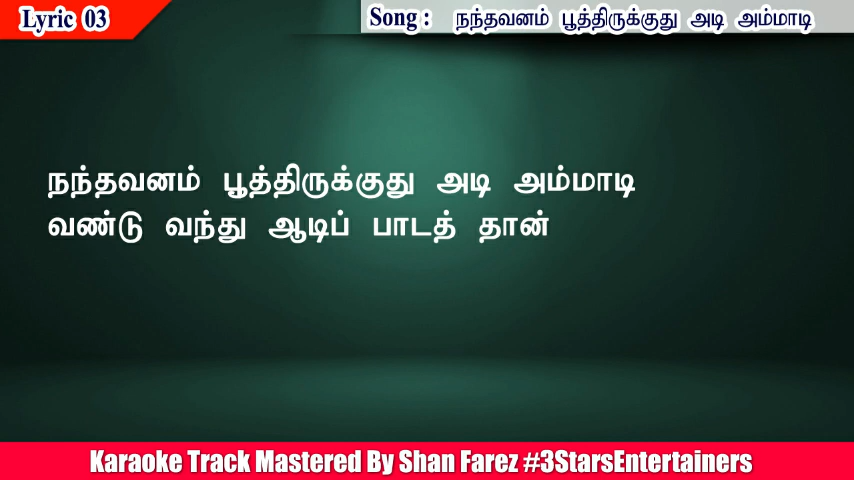 Lyric 03
Song : நந்தவனம் பூத்திருக்குது அடி அம்மாடி
நந்தவனம் பூத்திருக்குது அடி அம்மாடி
வண்டு வந்து ஆடிப் பாடத் தான்
Karaoke Track Mastered By Shan Farez #3StarsEntertainers